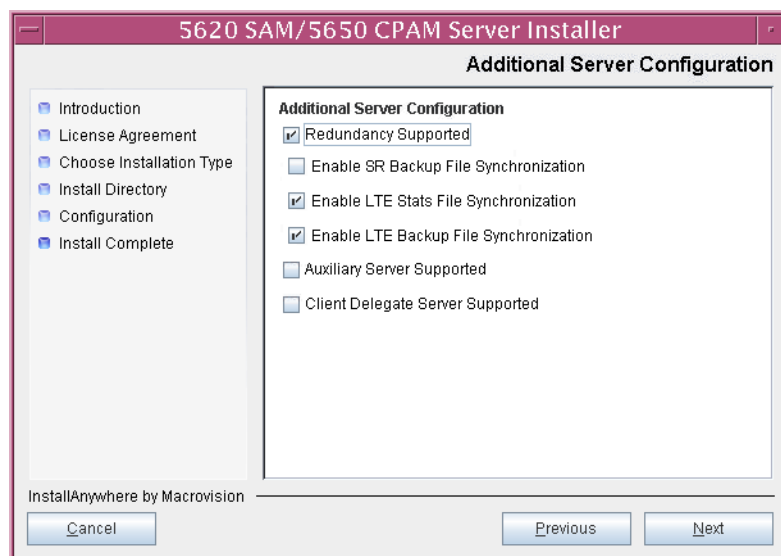 5620 SAM/5650 CPAM Server Installer
Additional Server Configuration
Introduction
License Agreement
Choose Installation Type
Install Directory
Configuration
Install Complete
Additional Server Configuration
Redundancy Supported
Enable SR Backup File Synchronization
Enable LTE Stats File Synchronization
Enable LTE Backup File Synchronization
Auxiliary Server Supported
Client Delegate Server Supported
InstallAnywhere by Macrovision
Cancel
Previous
Next